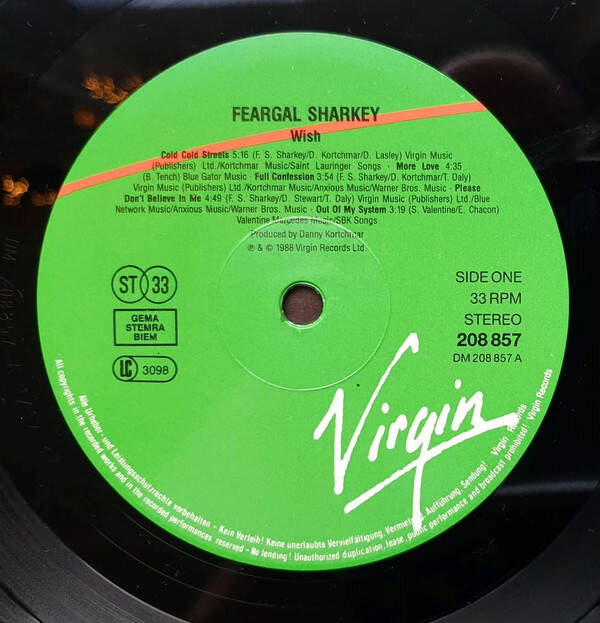 FEARGAL SHARKEY
Wish
Cold Cold Streets 5:16 (F. S. Sharkey/D. Kortchmar/D. Lasley) Virgin Music
(Publishers) Ltd./Kortchmar Music/Saint Lauringer Songs · More Love 4:35
(B. Tench) Blue Gator Music · Full Confession 3:54 (F. S. Sharkey/D. Kortchmar/T. Daly)
Virgin Music (Publishers) Ltd./Kortchmar Music/Anxious Music/Warner Bros. Music · Please
Don't Believe In Me 4:49 (F. S. Sharkey/D. Stewart/T. Daly) Virgin Music (Publishers) Ltd./Blue
Network Music/Anxious Music/Warner Bros. Music · Out Of My System 3:19 (S. Valentine/E. Chacon)
Valentine Mercedes Music/SBK Songs
Produced by Danny Kortchmar
℗ & © 1988 Virgin Records Ltd.
ST 33
GEMA
STEMRA
BIEM
LC 3098
SIDE ONE
33 RPM
STEREO
208 857
DM 208 857 A
Virgin
Alle Urheber- und Leistungsschutzrechte vorbehalten – Kein Verleih! Keine unerlaubte Vervielfältigung, Vermietung, Aufführung, Sendung! Virgin Records
All copyrights in the recorded works and in the recorded performances reserved – No lending! Unauthorized duplication, lease, public performance and broadcast prohibited! Virgin Records